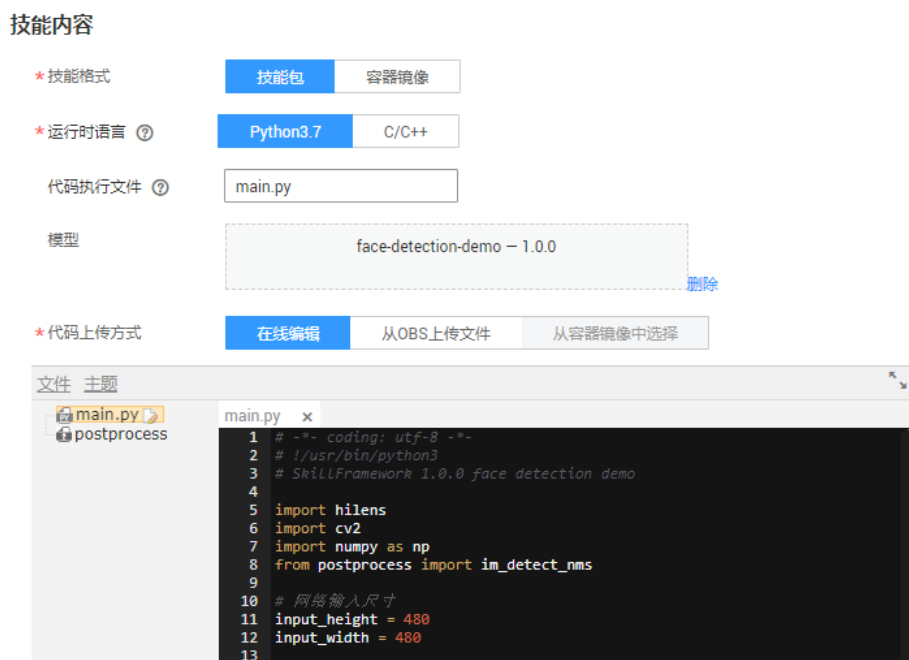 技能内容
*技能格式 技能包 容器镜像
*运行时语言 ? Python3.7 C/C++
代码执行文件 ? main.py
模型 face-detection-demo — 1.0.0
删除
*代码上传方式 在线编辑 从OBS上传文件 从容器镜像中选择
文件 主题
main.py main.py ×
postprocess
1 # -*- coding: utf-8 -*-
2 # !/usr/bin/python3
3 # SkillFramework 1.0.0 face detection demo
4
5 import hilens
6 import cv2
7 import numpy as np
8 from postprocess import im_detect_nms
9
10 # 网络输入尺寸
11 input_height = 480
12 input_width = 480
13